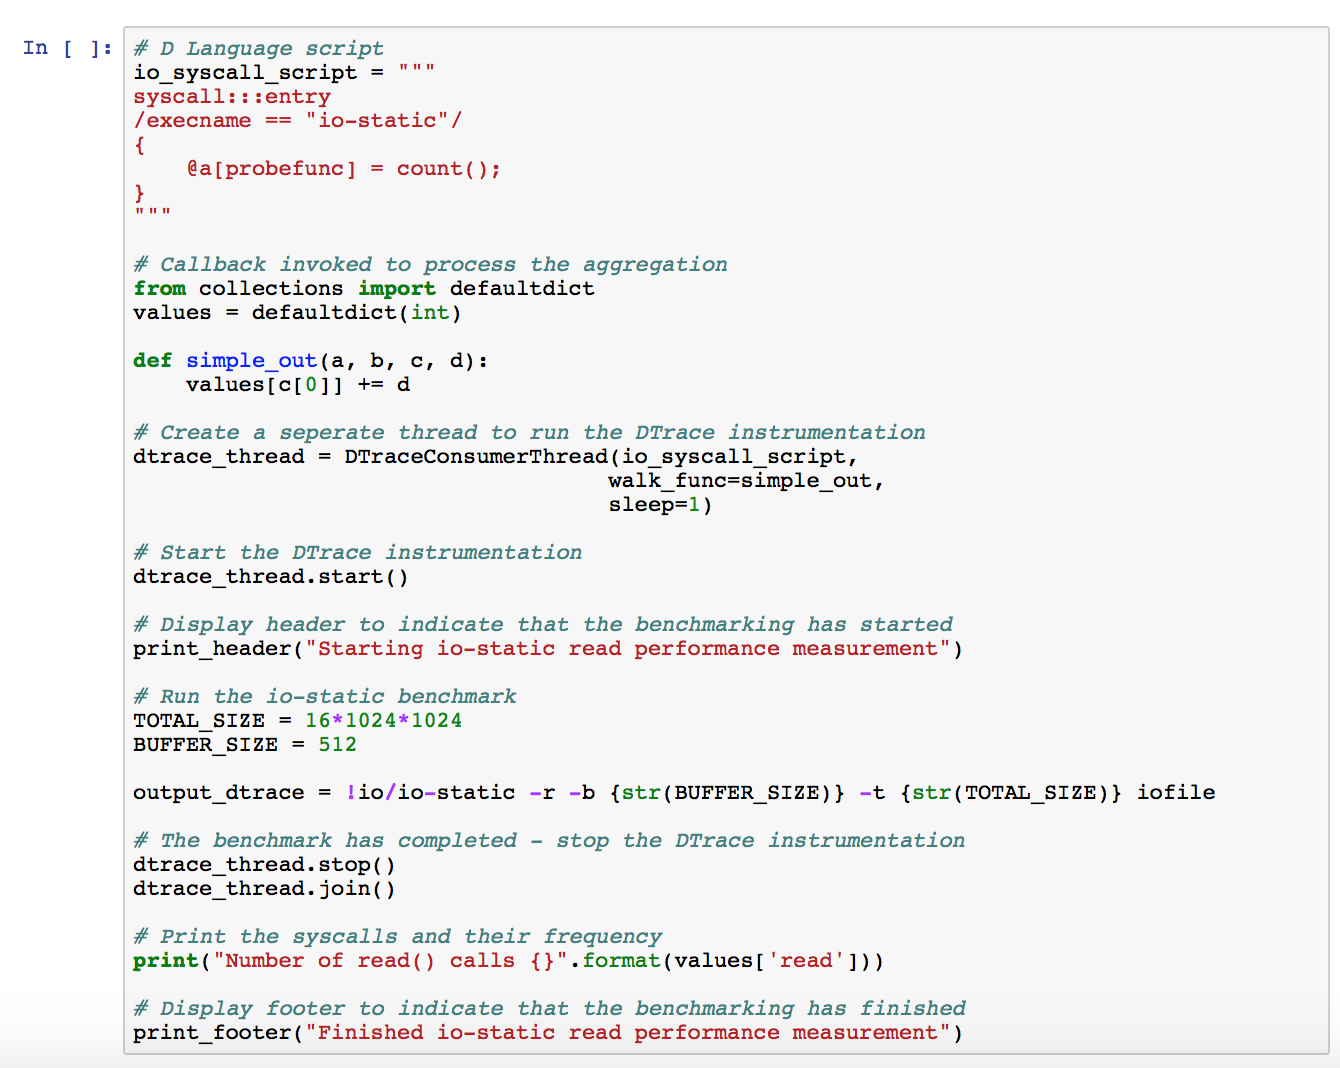 In [ ]:
# D Language script
io_syscall_script = """
syscall:::entry
/execname == "io-static"/
{
    @a[probefunc] = count();
}
"""

# Callback invoked to process the aggregation
from collections import defaultdict
values = defaultdict(int)

def simple_out(a, b, c, d):
    values[c[0]] += d

# Create a seperate thread to run the DTrace instrumentation
dtrace_thread = DTraceConsumerThread(io_syscall_script,
                                    walk_func=simple_out,
                                    sleep=1)

# Start the DTrace instrumentation
dtrace_thread.start()

# Display header to indicate that the benchmarking has started
print_header("Starting io-static read performance measurement")

# Run the io-static benchmark
TOTAL_SIZE = 16*1024*1024
BUFFER_SIZE = 512

output_dtrace = !io/io-static -r -b {str(BUFFER_SIZE)} -t {str(TOTAL_SIZE)} iofile

# The benchmark has completed - stop the DTrace instrumentation
dtrace_thread.stop()
dtrace_thread.join()

# Print the syscalls and their frequency
print("Number of read() calls {}".format(values['read']))

# Display footer to indicate that the benchmarking has finished
print_footer("Finished io-static read performance measurement")